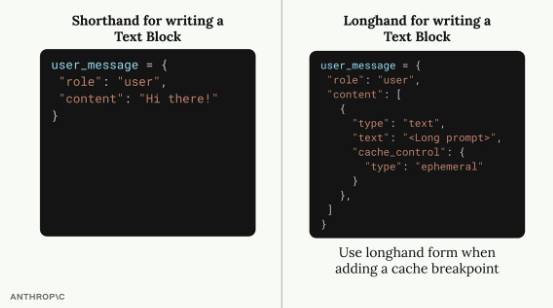 Shorthand for writing a
Text Block
user_message = {
"role": "user",
"content": "Hi there!"
}
Longhand for writing a
Text Block
user_message = {
"role": "user",
"content": [
{
"type": "text",
"text": "<Long prompt>",
"cache_control": {
"type": "ephemeral"
}
},
]
}
Use longhand form when
adding a cache breakpoint
ANTHROP\C